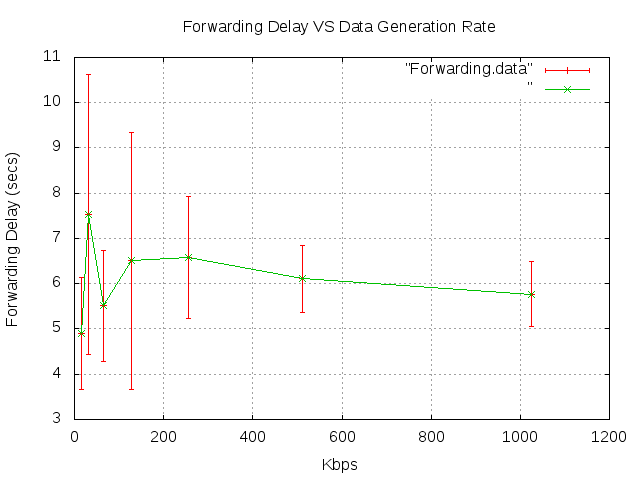 Forwarding Delay VS Data Generation Rate
11
10
9
8
7
6
5
4
3
0 200 400 600 800 1000 1200
Forwarding Delay (secs)
Kbps
"Forwarding.data"
"